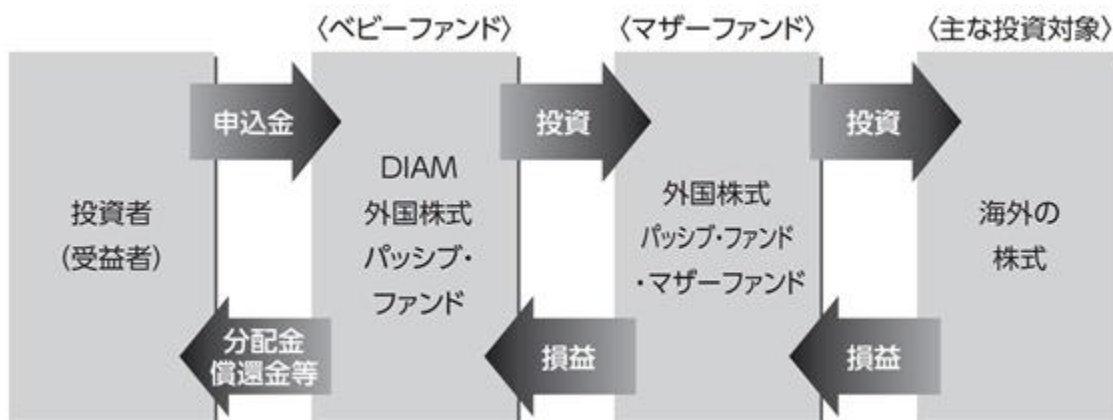 〈ベビーファンド〉
〈マザーファンド〉
〈主な投資対象〉
申込金
投資
投資
投資者
(受益者)
DIAM
外国株式
パッシブ・
ファンド
外国株式
パッシブ・ファンド
・マザーファンド
海外の
株式
分配金
償還金等
損益
損益